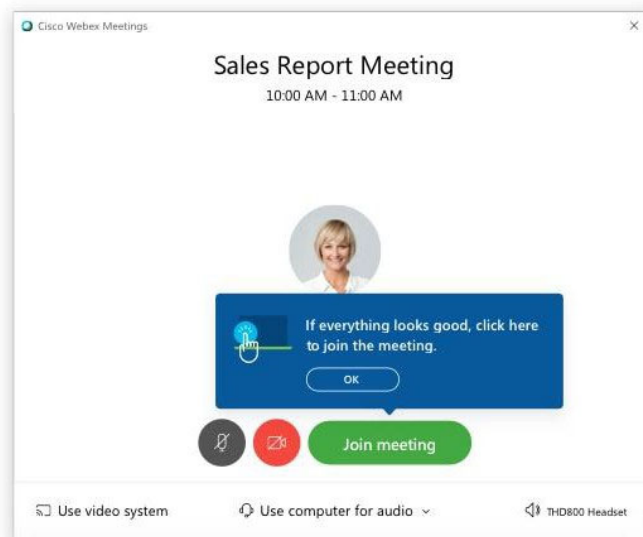 Cisco Webex Meetings
Sales Report Meeting
10:00 AM - 11:00 AM
If everything looks good, click here
to join the meeting.
OK
Join meeting
Use video system
Use computer for audio
THD800 Headset